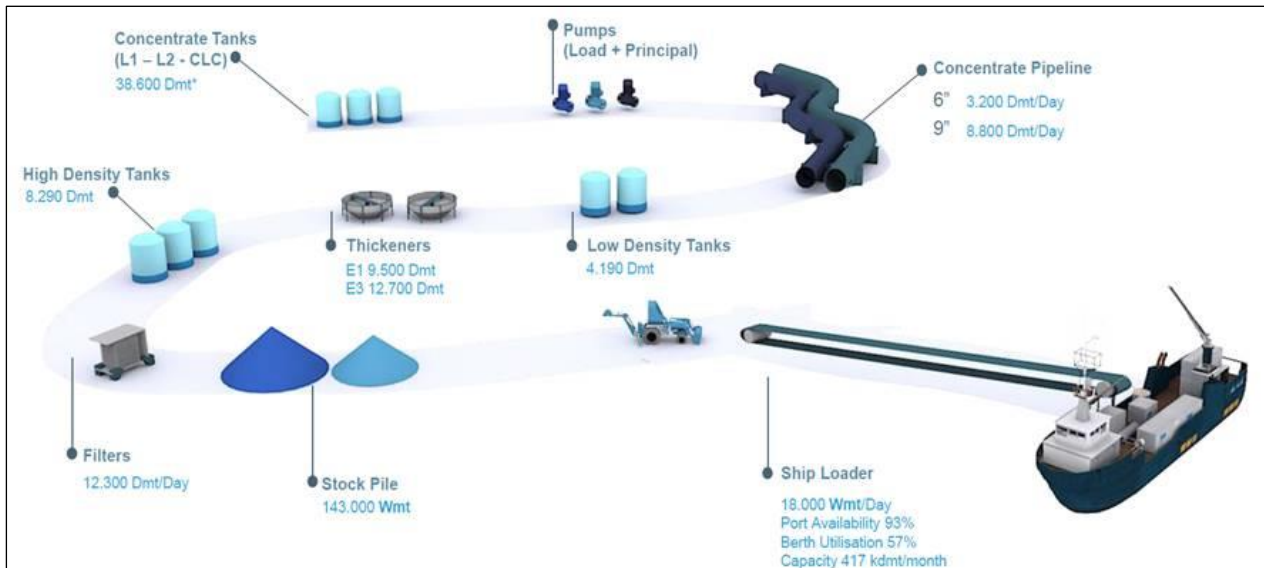 Concentrate Tanks
(L1 – L2 - CLC)
38.600 Dmt*
Pumps
(Load + Principal)
Concentrate Pipeline
6” 3.200 Dmt/Day
9” 8.800 Dmt/Day
High Density Tanks
8.290 Dmt
Thickeners
E1 9.500 Dmt
E3 12.700 Dmt
Low Density Tanks
4.190 Dmt
Filters
12.300 Dmt/Day
Stock Pile
143.000 Wmt
Ship Loader
18.000 Wmt/Day
Port Availability 93%
Berth Utilisation 57%
Capacity 417 kdmt/month